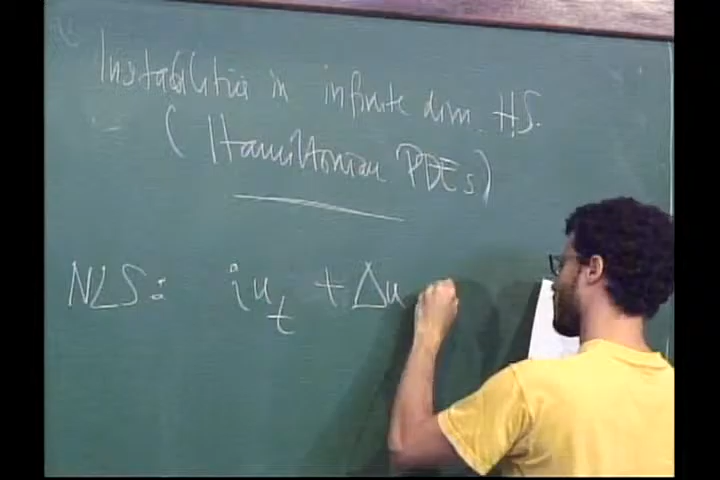 Instabilities in infinite dim. H.S.
(Hamiltonian PDEs)
NLS: iu_t + Δu